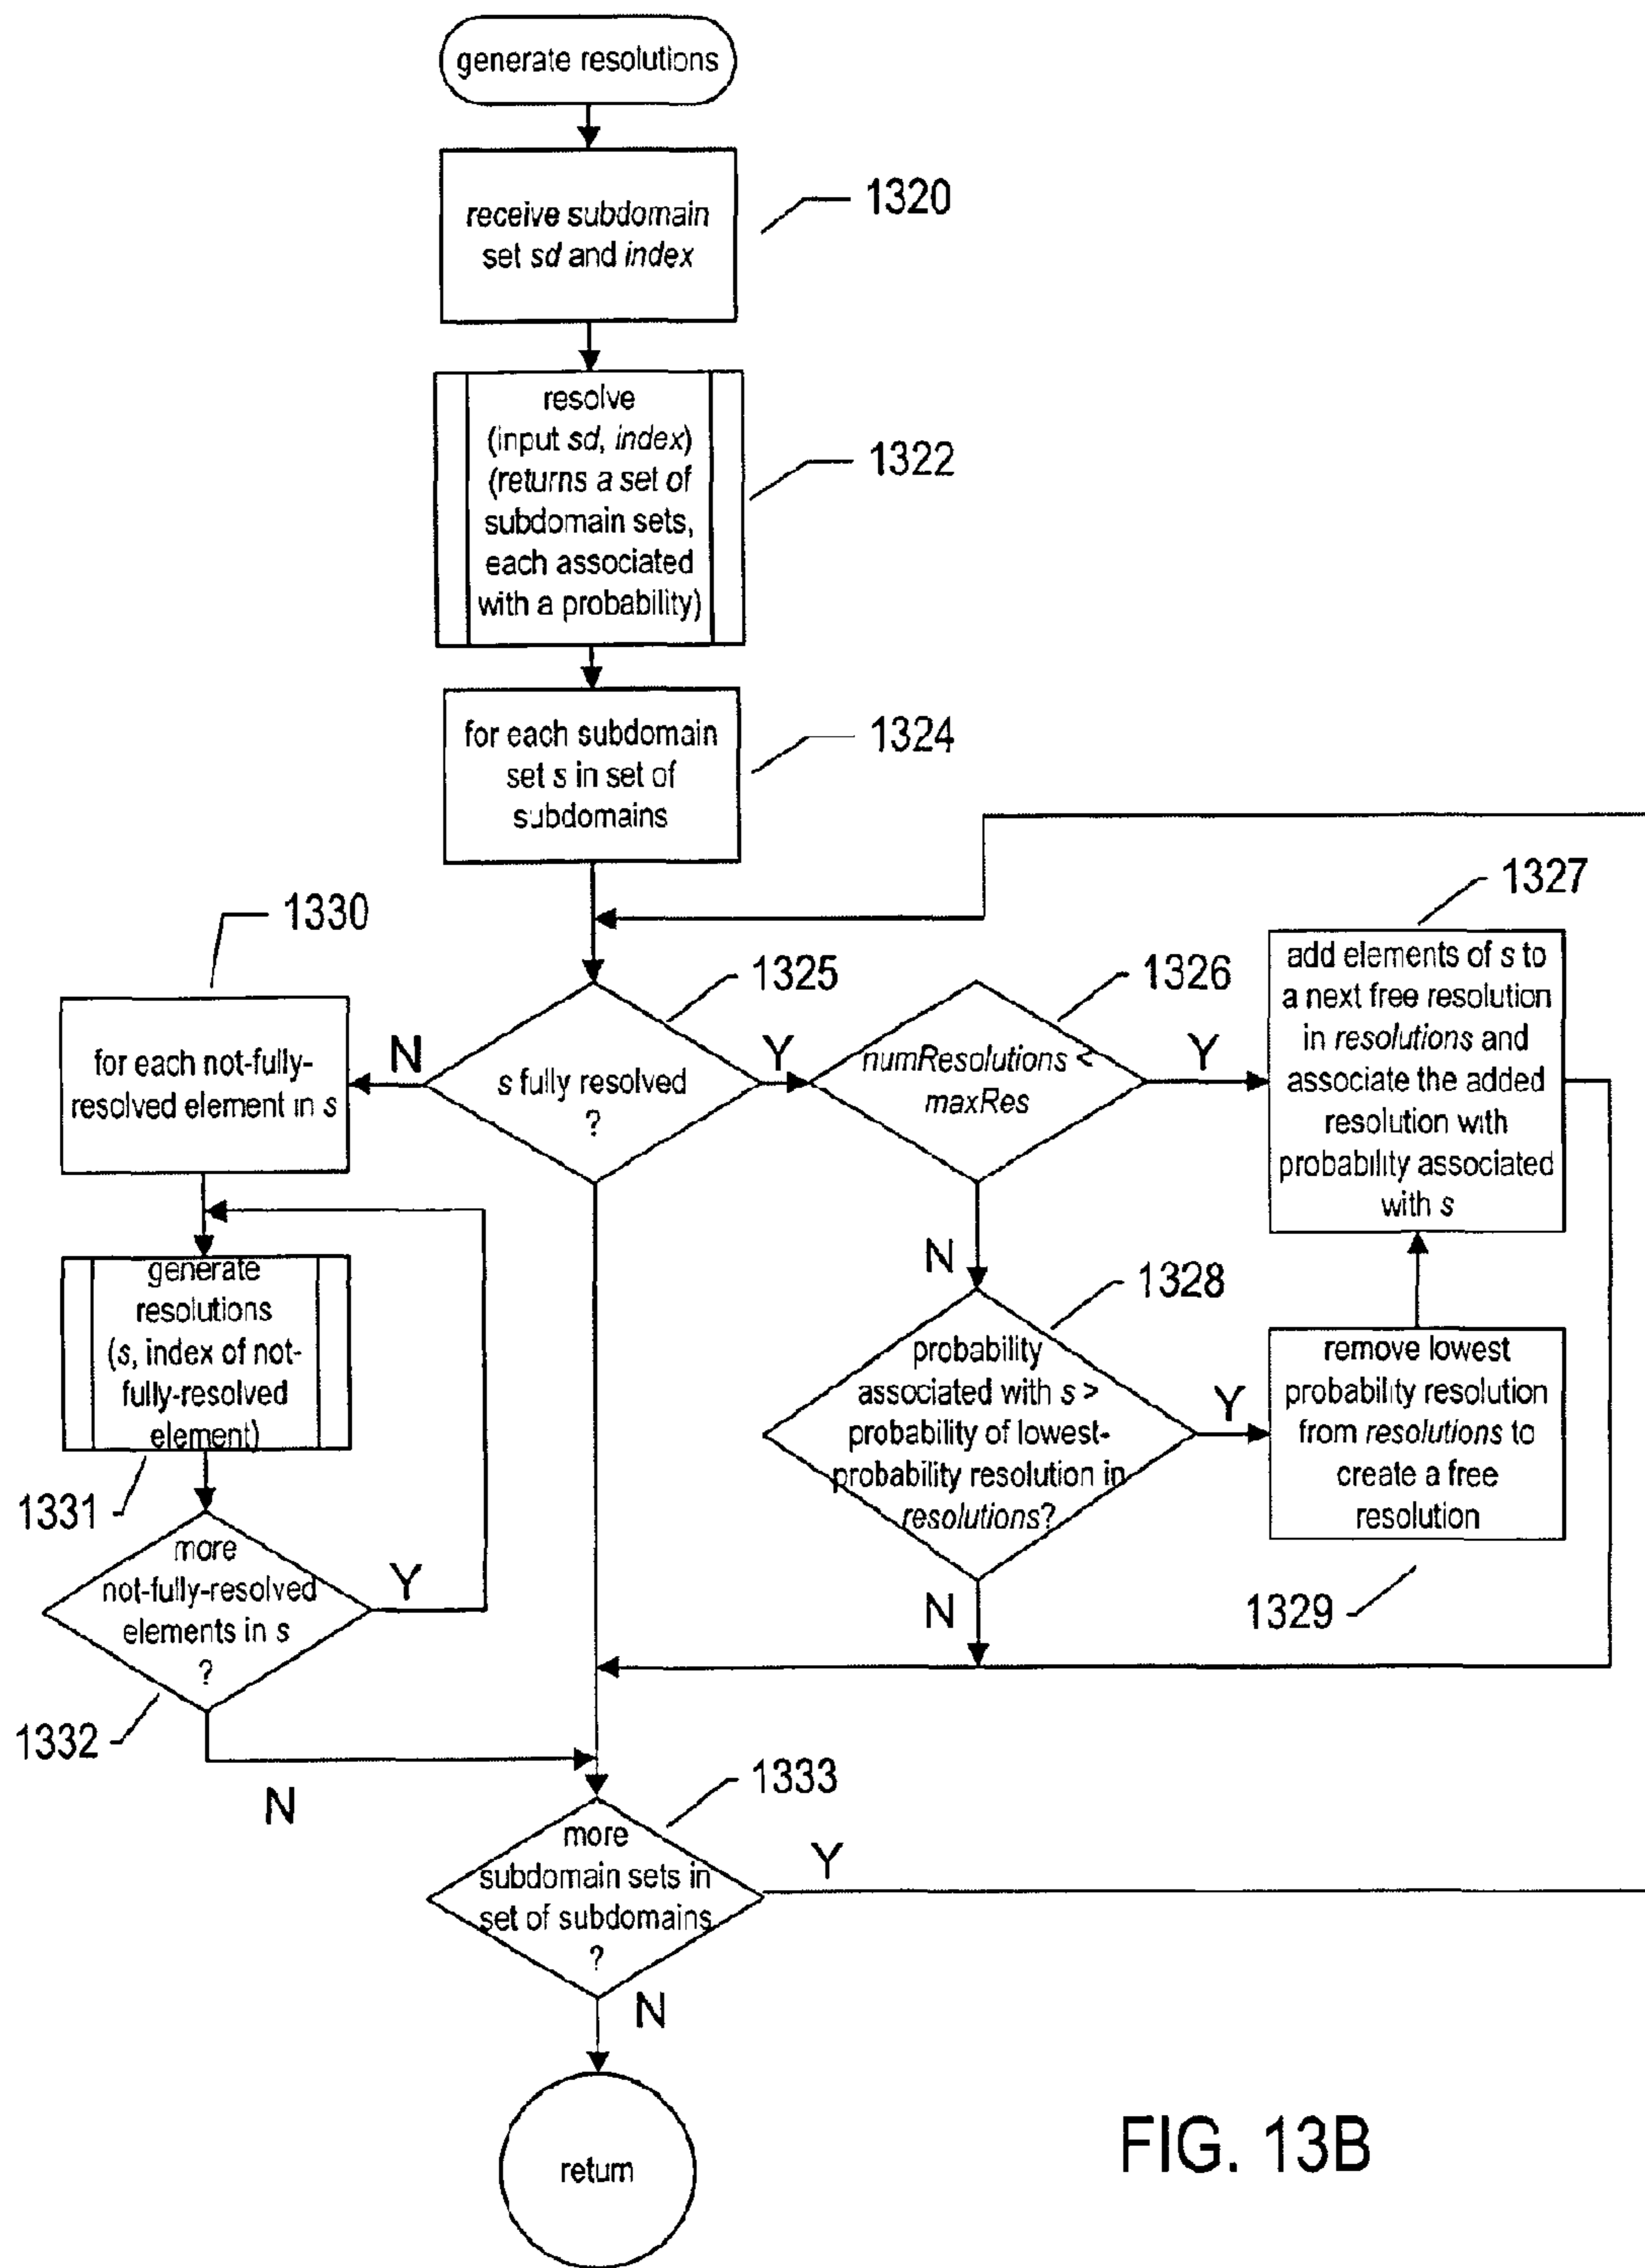 generate resolutions
receive subdomain
set sd and index
1320
resolve
(input sd, index)
(returns a set of
subdomain sets,
each associated
with a probability)
1322
for each subdomain
set s in set of
subdomains
1324
1330
for each not-fully-
resolved element in s
N
s fully resolved
?
1325
Y
numResolutions <
maxRes
1326
Y
1327
add elements of s to
a next free resolution
in resolutions and
associate the added
resolution with
probability associated
with s
generate
resolutions
(s, index of not-
fully-resolved
element)
1331
N
1328
probability
associated with s >
probability of lowest-
probability resolution in
resolutions?
Y
remove lowest
probability resolution
from resolutions to
create a free
resolution
1329
more
not-fully-resolved
elements in s
?
Y
1332
N
N
1333
more
subdomain sets in
set of subdomains
?
Y
N
return
FIG. 13B